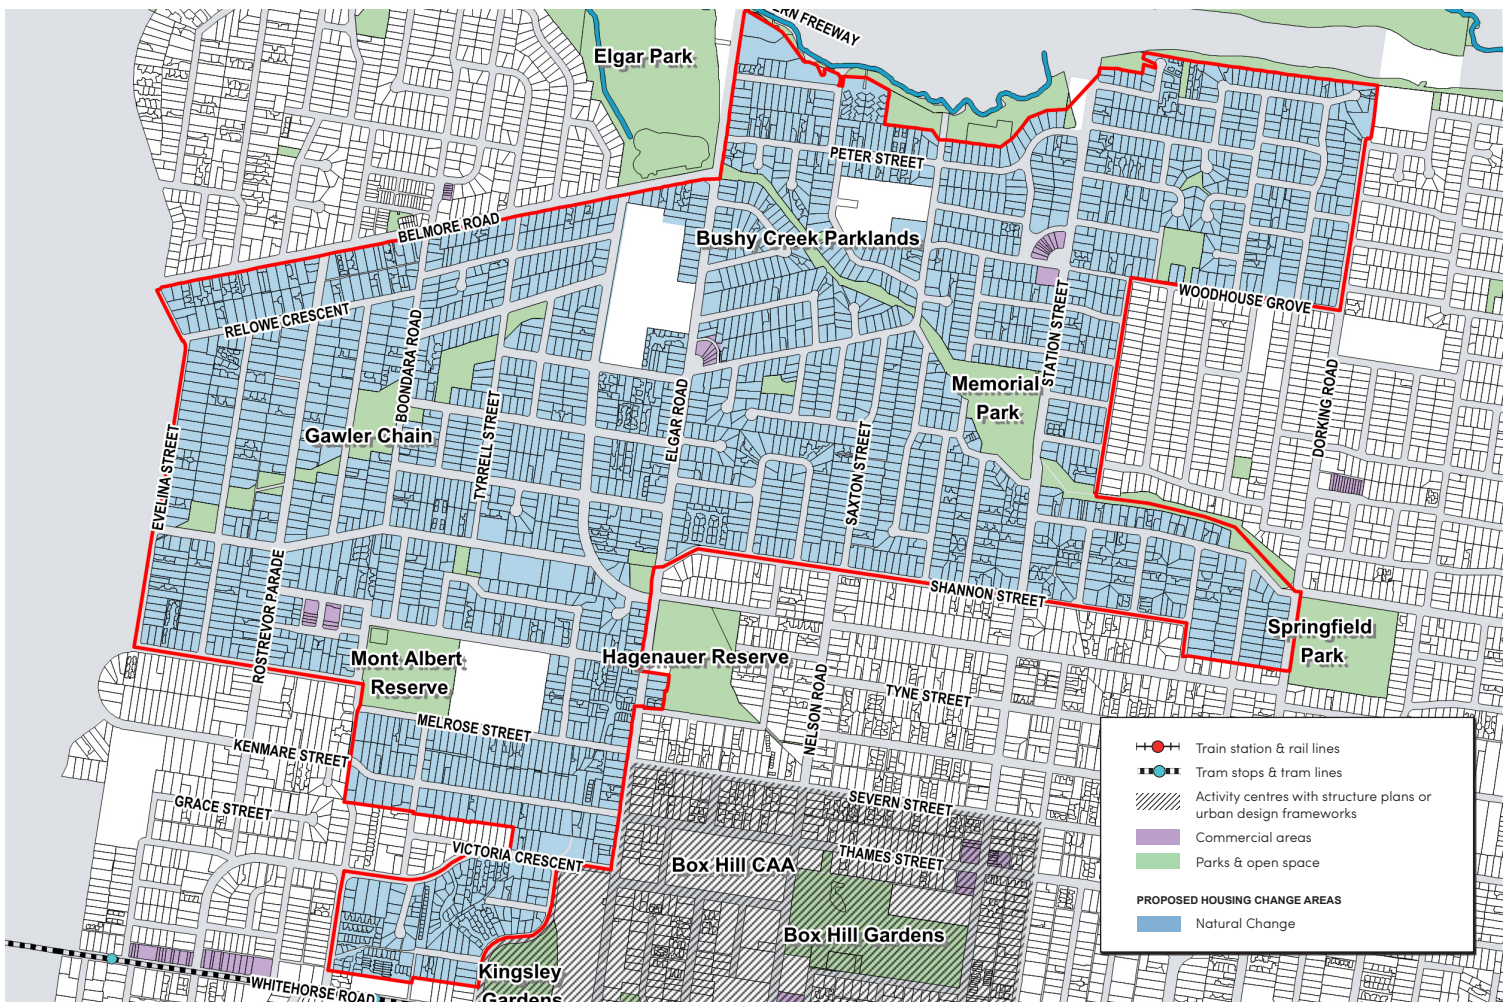 ERN FREEWAY
Elgar Park
PETER STREET
BELMORE ROAD
Bushy Creek Parklands
WOODHOUSE GROVE
RELOWE CRESCENT
BOONDARA ROAD
STATION STREET
Memorial
Park
DORKING ROAD
ELGAR ROAD
TYRRELL STREET
Gawler Chain
EVELINA STREET
SAXTON STREET
ROSTREVOR PARADE
SHANNON STREET
Springfield
Park
Mont Albert
Reserve
Hagenauer Reserve
NELSON ROAD
TYNE STREET
MELROSE STREET
KENMARE STREET
GRACE STREET
SEVERN STREET
VICTORIA CRESCENT
Box Hill CAA
THAMES STREET
Box Hill Gardens
Kingsley
Gardens
WHITEHORSE ROAD
Train station & rail lines
Tram stops & tram lines
Activity centres with structure plans or
urban design frameworks
Commercial areas
Parks & open space
PROPOSED HOUSING CHANGE AREAS
Natural Change